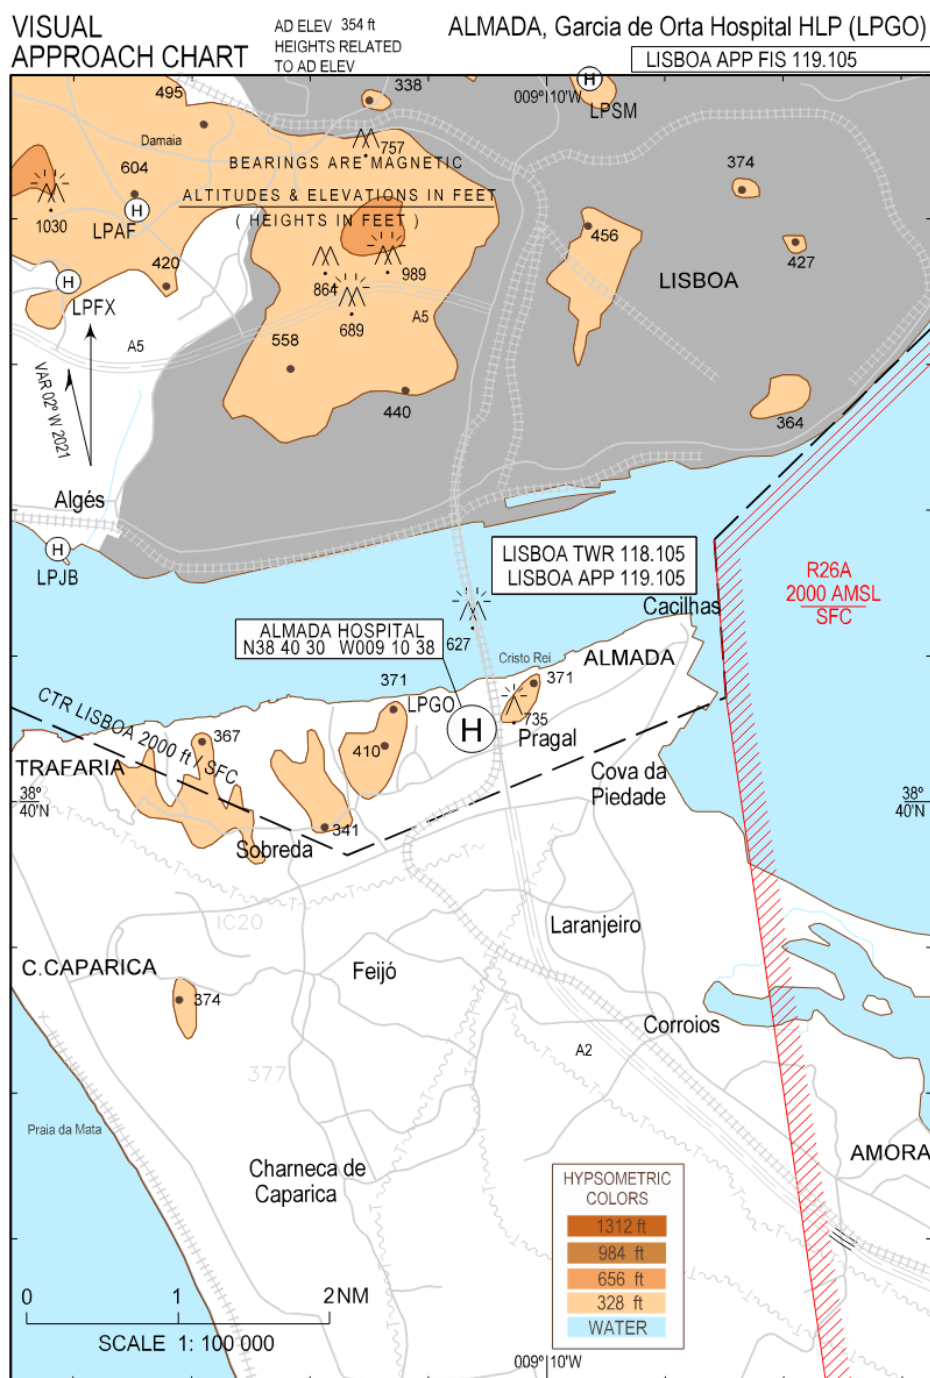 VISUAL
APPROACH CHART
AD ELEV 354 ft
HEIGHTS RELATED
TO AD ELEV
ALMADA, Garcia de Orta Hospital HLP (LPGO)
LISBOA APP FIS 119.105
495
338
009° 10'W
H
LPSM
Damaia
757
BEARINGS ARE MAGNETIC
604
374
ALTITUDES & ELEVATIONS IN FEET
( HEIGHTS IN FEET )
1030
H
LPAF
456
427
420
989
LISBOA
H
864
LPFX
689
A5
A5
558
VAR 02° W 2021
440
364
Algés
H
LPJB
LISBOA TWR 118.105
LISBOA APP 119.105
R26A
2000 AMSL
SFC
Cacilhas
ALMADA HOSPITAL
N38 40 30 W009 10 38
627
Cristo Rei
ALMADA
371
371
CTR LISBOA 2000 ft / SFC
LPGO
H
735
Pragal
367
410
TRAFARIA
Cova da
Piedade
38°
40'N
38°
40'N
341
Sobreda
IC20
Laranjeiro
C.CAPARICA
Feijó
374
Corroios
A2
377
Praia da Mata
AMORA
Charneca de
Caparica
HYPSOMETRIC
COLORS
1312 ft
984 ft
656 ft
328 ft
WATER
0 1 2NM
SCALE 1: 100 000
009° 10'W